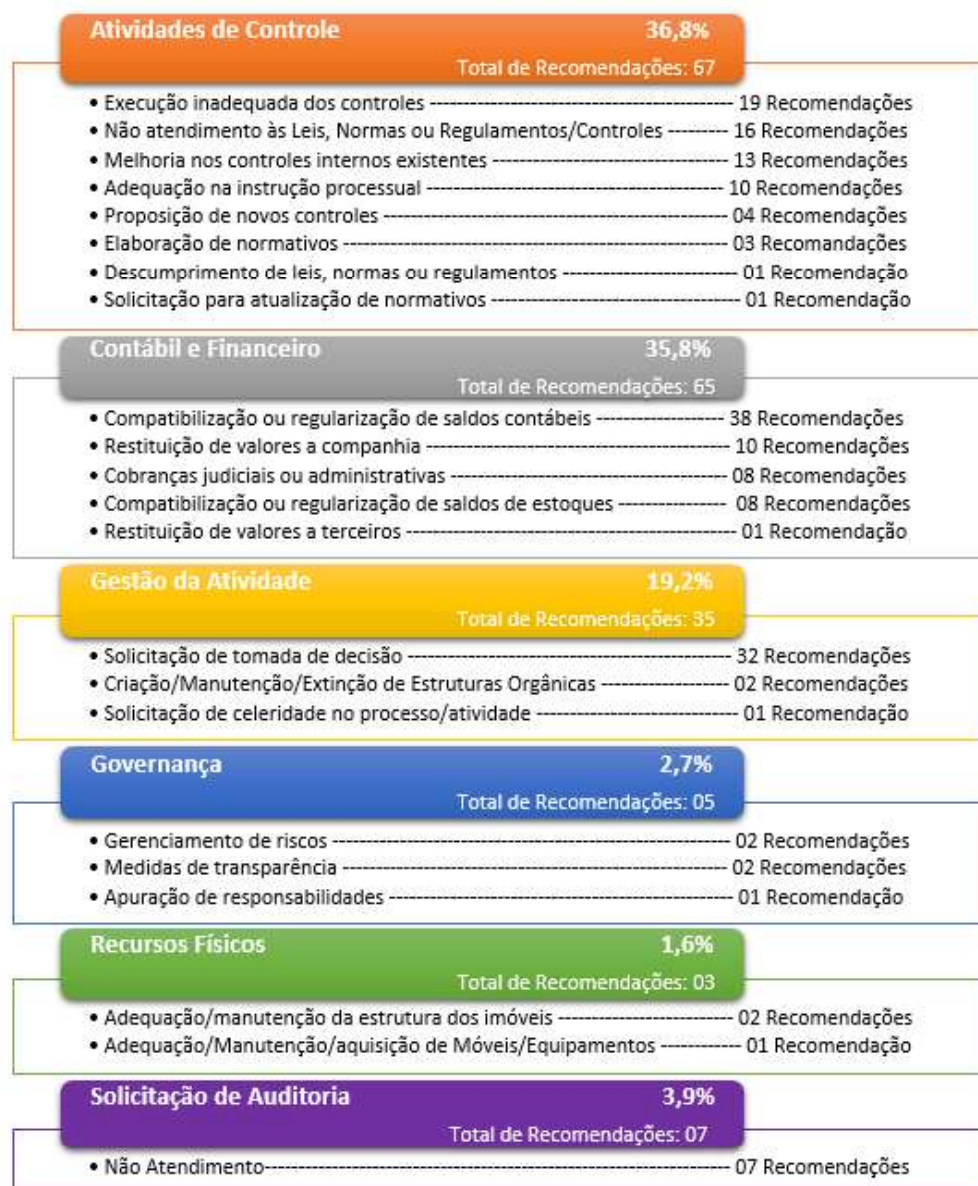 Atividades de Controle 36,8%
Total de Recomendações: 67
• Execução inadequada dos controles ---------- 19 Recomendações
• Não atendimento às Leis, Normas ou Regulamentos/Controles --------- 16 Recomendações
• Melhoria nos controles internos existentes ---------- 13 Recomendações
• Adequação na instrução processual ---------- 10 Recomendações
• Proposição de novos controles ---------- 04 Recomendações
• Elaboração de normativos ---------- 03 Recomandações
• Descumprimento de leis, normas ou regulamentos ---------- 01 Recomendação
• Solicitação para atualização de normativos ---------- 01 Recomendação
Contábil e Financeiro 35,8%
Total de Recomendações: 65
• Compatibilização ou regularização de saldos contábeis ---------- 38 Recomendações
• Restituição de valores a companhia ---------- 10 Recomendações
• Cobranças judiciais ou administrativas ---------- 08 Recomendações
• Compatibilização ou regularização de saldos de estoques ---------- 08 Recomendações
• Restituição de valores a terceiros ---------- 01 Recomendação
Gestão da Atividade 19,2%
Total de Recomendações: 35
• Solicitação de tomada de decisão ---------- 32 Recomendações
• Criação/Manutenção/Extinção de Estruturas Orgânicas ---------- 02 Recomendações
• Solicitação de celeridade no processo/atividade ---------- 01 Recomendação
Governança 2,7%
Total de Recomendações: 05
• Gerenciamento de riscos ---------- 02 Recomendações
• Medidas de transparência ---------- 02 Recomendações
• Apuração de responsabilidades ---------- 01 Recomendação
Recursos Físicos 1,6%
Total de Recomendações: 03
• Adequação/manutenção da estrutura dos imóveis ---------- 02 Recomendações
• Adequação/Manutenção/aquisição de Móveis/Equipamentos ---------- 01 Recomendação
Solicitação de Auditoria 3,9%
Total de Recomendações: 07
• Não Atendimento---------- 07 Recomendações